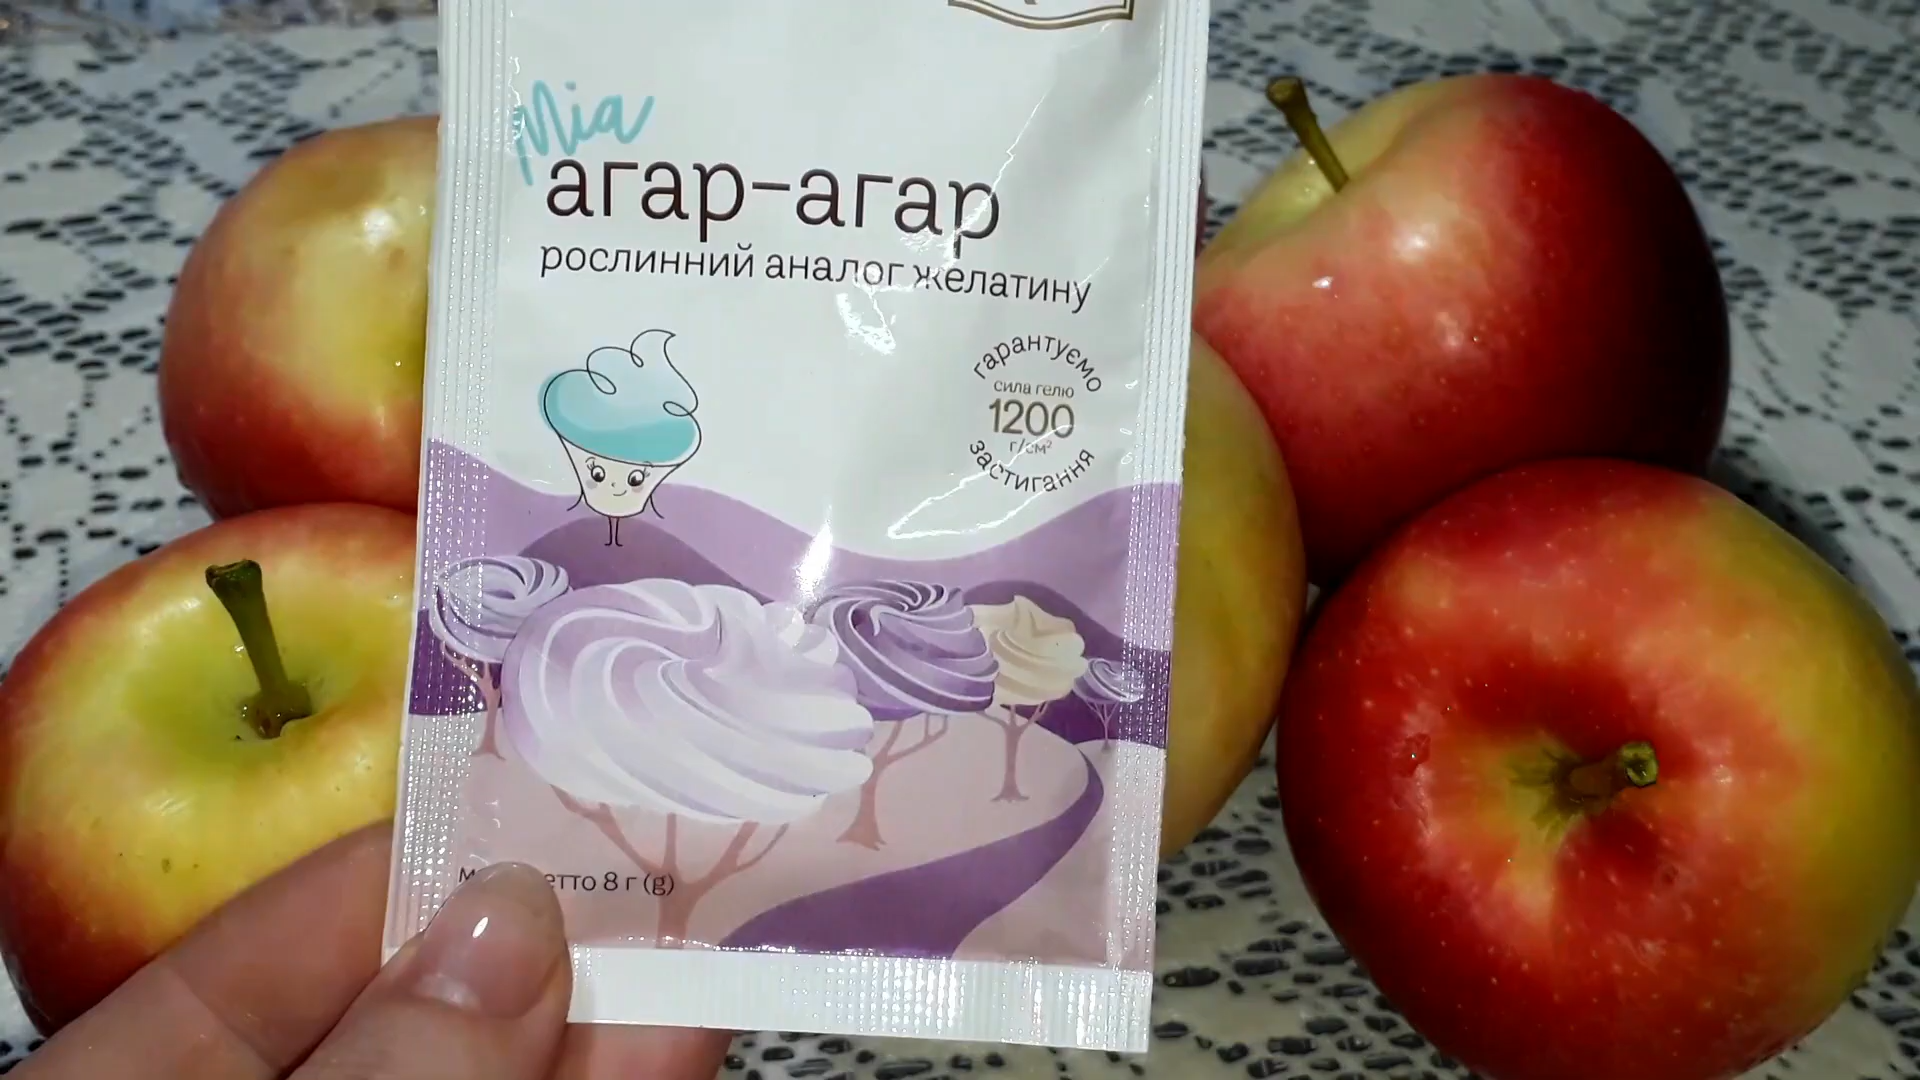 Mia
агар-агар
рослинний аналог желатину
гарантуємо
сила гелю
1200
г/см²
застигання
етто 8 г (g)